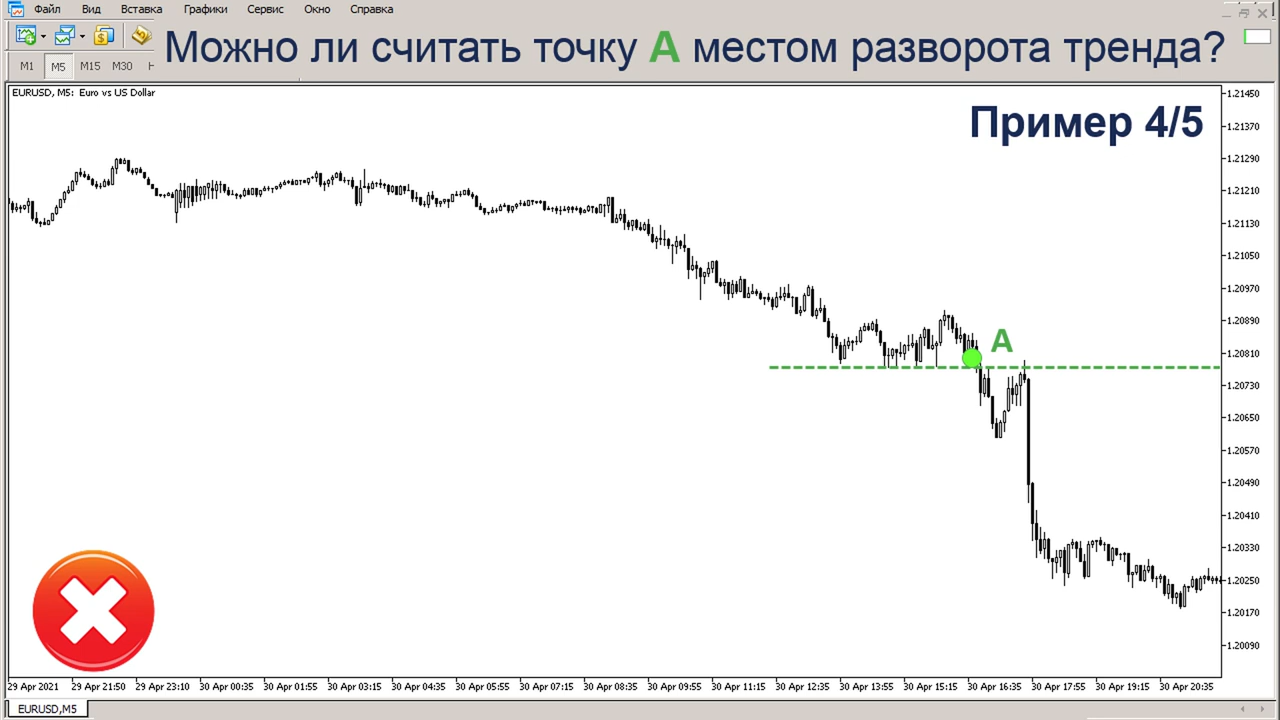 Файл Вид Вставка Графики Сервис Окно Справка
Можно ли считать точку А местом разворота тренда?
M1 M5 M15 M30 H
EURUSD, M5: Euro vs US Dollar
Пример 4/5
1.21450
1.21370
1.21290
1.21210
1.21130
1.21050
1.20970
1.20890
1.20810
1.20730
1.20650
1.20570
1.20490
1.20410
1.20330
1.20250
1.20170
1.20090
А
29 Apr 2021 29 Apr 21:50 29 Apr 23:10 30 Apr 00:35 30 Apr 01:55 30 Apr 03:15 30 Apr 04:35 30 Apr 05:55 30 Apr 07:15 30 Apr 08:35 30 Apr 09:55 30 Apr 11:15 30 Apr 12:35 30 Apr 13:55 30 Apr 15:15 30 Apr 16:35 30 Apr 17:55 30 Apr 19:15 30 Apr 20:35
EURUSD,M5